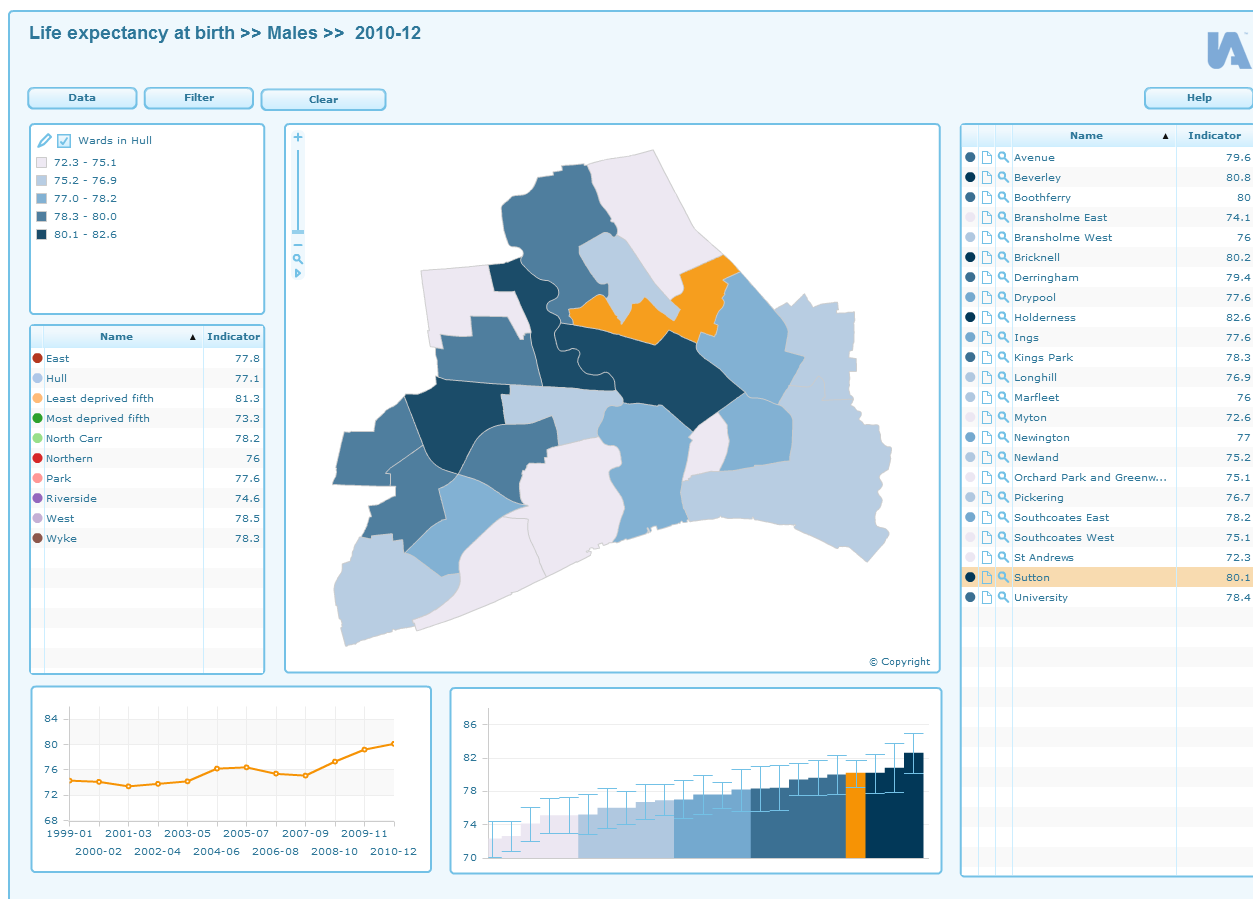 Life expectancy at birth >> Males >> 2010-12
IA
Data
Filter
Clear
Help
Wards in Hull
72.3 - 75.1
75.2 - 76.9
77.0 - 78.2
78.3 - 80.0
80.1 - 82.6
Name ▲ Indicator
East 77.8
Hull 77.1
Least deprived fifth 81.3
Most deprived fifth 73.3
North Carr 78.2
Northern 76
Park 77.6
Riverside 74.6
West 78.5
Wyke 78.3
© Copyright
Name ▲ Indicator
Avenue 79.6
Beverley 80.8
Boothferry 80
Bransholme East 74.1
Bransholme West 76
Bricknell 80.2
Derringham 79.4
Drypool 77.6
Holderness 82.6
Ings 77.6
Kings Park 78.3
Longhill 76.9
Marfleet 76
Myton 72.6
Newington 77
Newland 75.2
Orchard Park and Greenw... 75.1
Pickering 76.7
Southcoates East 78.2
Southcoates West 75.1
St Andrews 72.3
Sutton 80.1
University 78.4
84
80
76
72
68
1999-01 2001-03 2003-05 2005-07 2007-09 2009-11
2000-02 2002-04 2004-06 2006-08 2008-10 2010-12
86
82
78
74
70